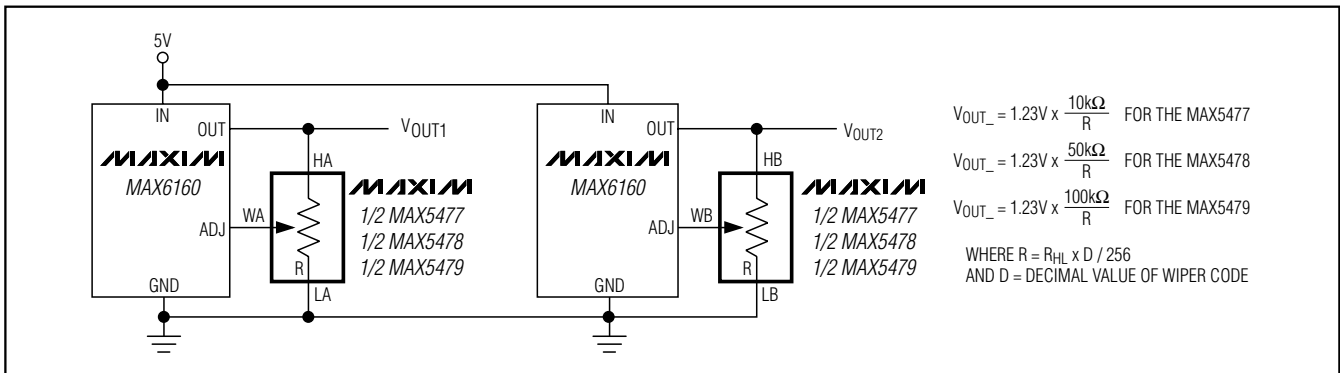 5V
IN
OUT
VOUT1
HA
MAXIM
MAX6160
MAXIM
1/2 MAX5477
1/2 MAX5478
1/2 MAX5479
WA
ADJ
R
GND
LA
IN
OUT
VOUT2
HB
MAXIM
MAX6160
MAXIM
1/2 MAX5477
1/2 MAX5478
1/2 MAX5479
WB
ADJ
R
GND
LB
VOUT_ = 1.23V x 10kΩ / R FOR THE MAX5477
VOUT_ = 1.23V x 50kΩ / R FOR THE MAX5478
VOUT_ = 1.23V x 100kΩ / R FOR THE MAX5479
WHERE R = RHL x D / 256
AND D = DECIMAL VALUE OF WIPER CODE